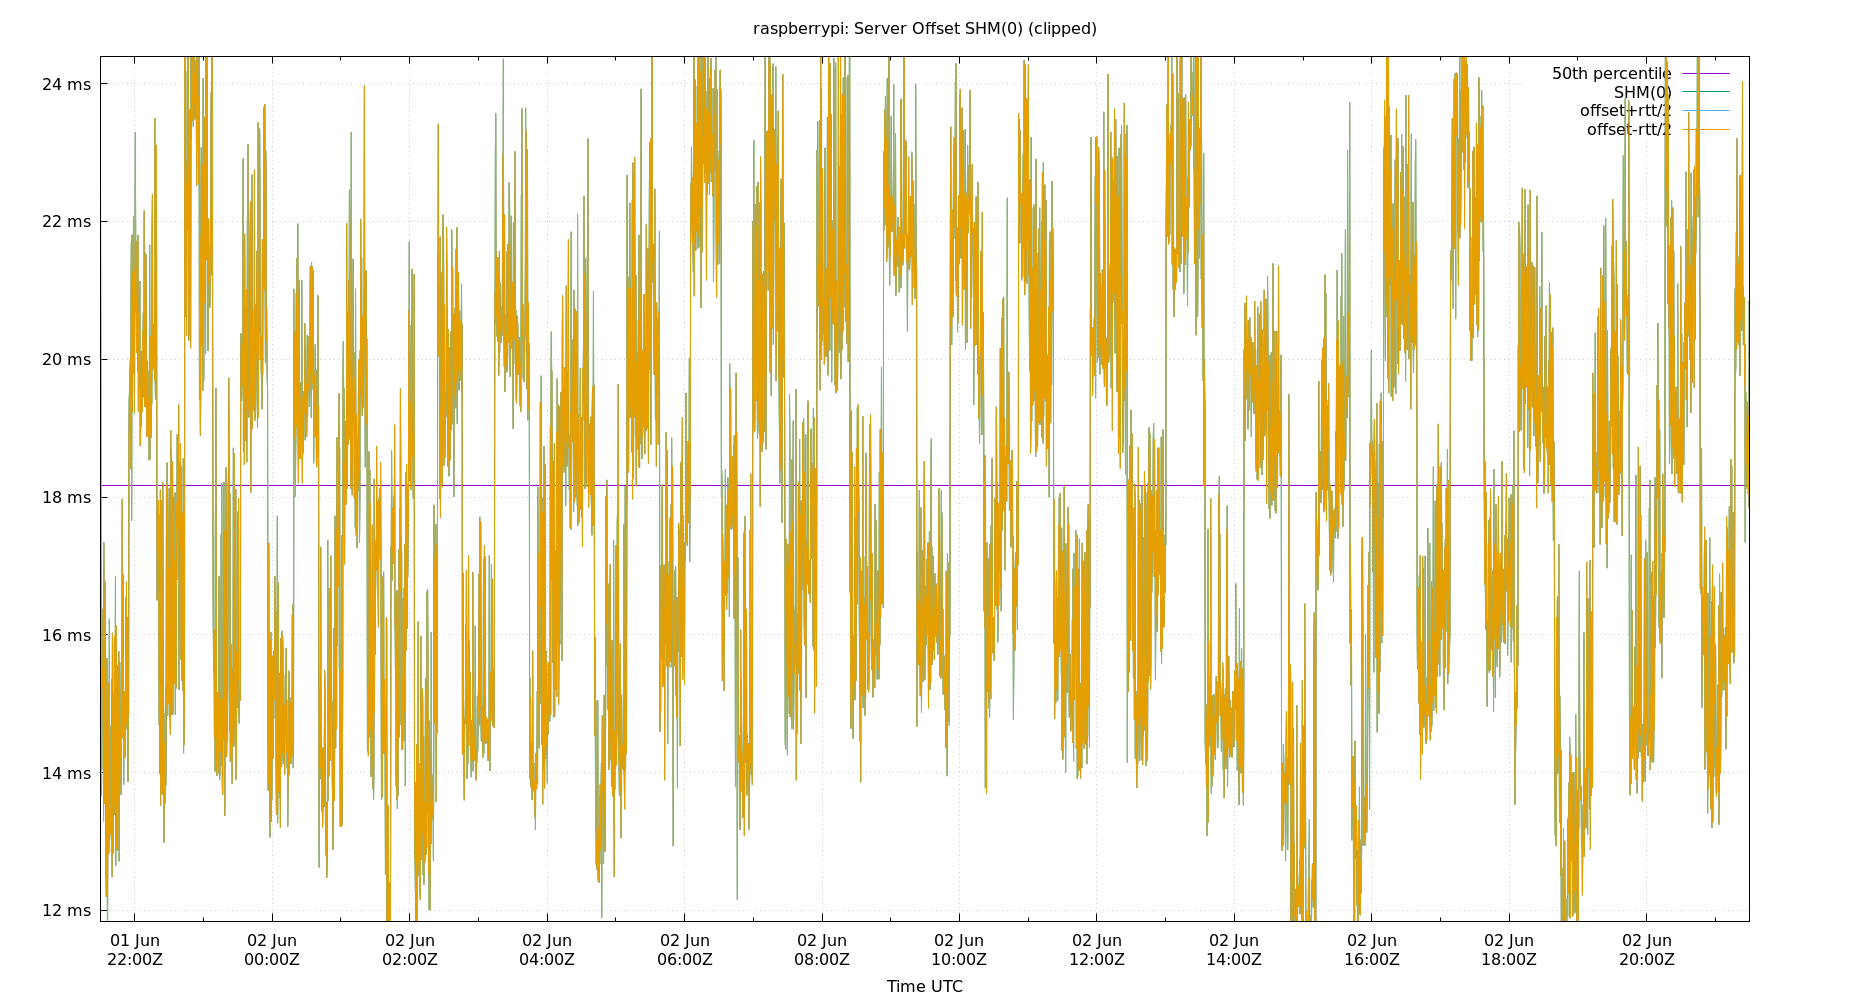 raspberrypi: Server Offset SHM(0) (clipped)
50th percentile
SHM(0)
offset+rtt/2
offset-rtt/2
24 ms
22 ms
20 ms
18 ms
16 ms
14 ms
12 ms
01 Jun 02 Jun 02 Jun 02 Jun 02 Jun 02 Jun 02 Jun 02 Jun 02 Jun 02 Jun 02 Jun 02 Jun
22:00Z 00:00Z 02:00Z 04:00Z 06:00Z 08:00Z 10:00Z 12:00Z 14:00Z 16:00Z 18:00Z 20:00Z
Time UTC